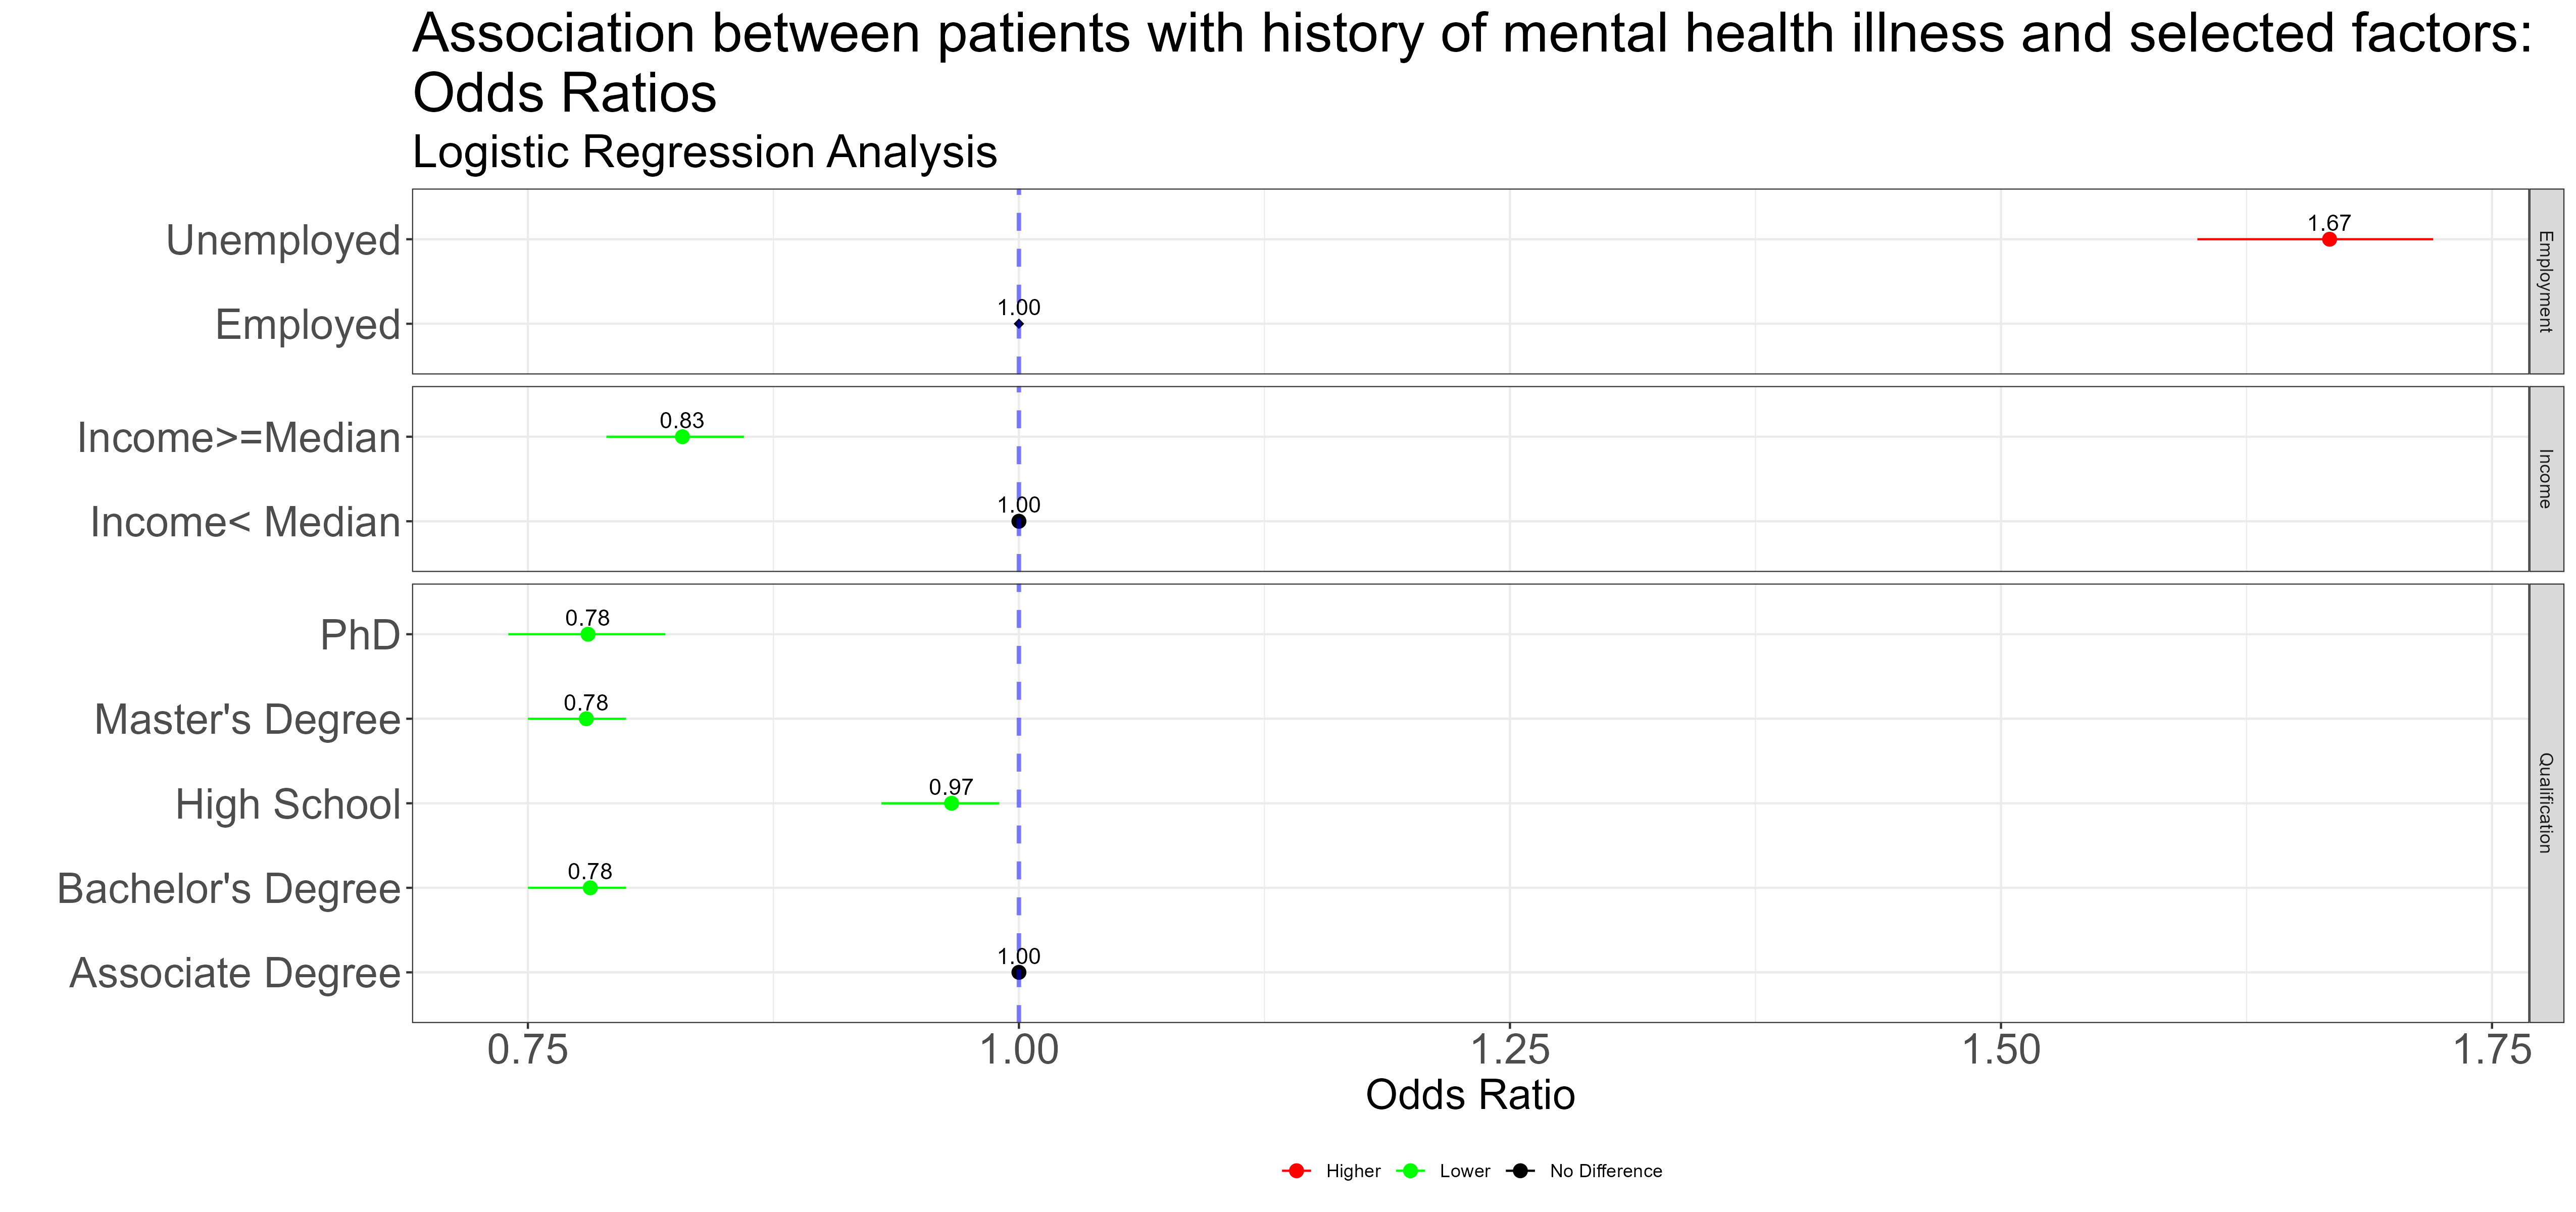 Association between patients with history of mental health illness and selected factors:
Odds Ratios
Logistic Regression Analysis
Unemployed
1.67
Employed
1.00
Employment
Income>=Median
0.83
Income< Median
1.00
Income
PhD
0.78
Master's Degree
0.78
High School
0.97
Bachelor's Degree
0.78
Associate Degree
1.00
Qualification
0.75 1.00 1.25 1.50 1.75
Odds Ratio
Higher Lower No Difference